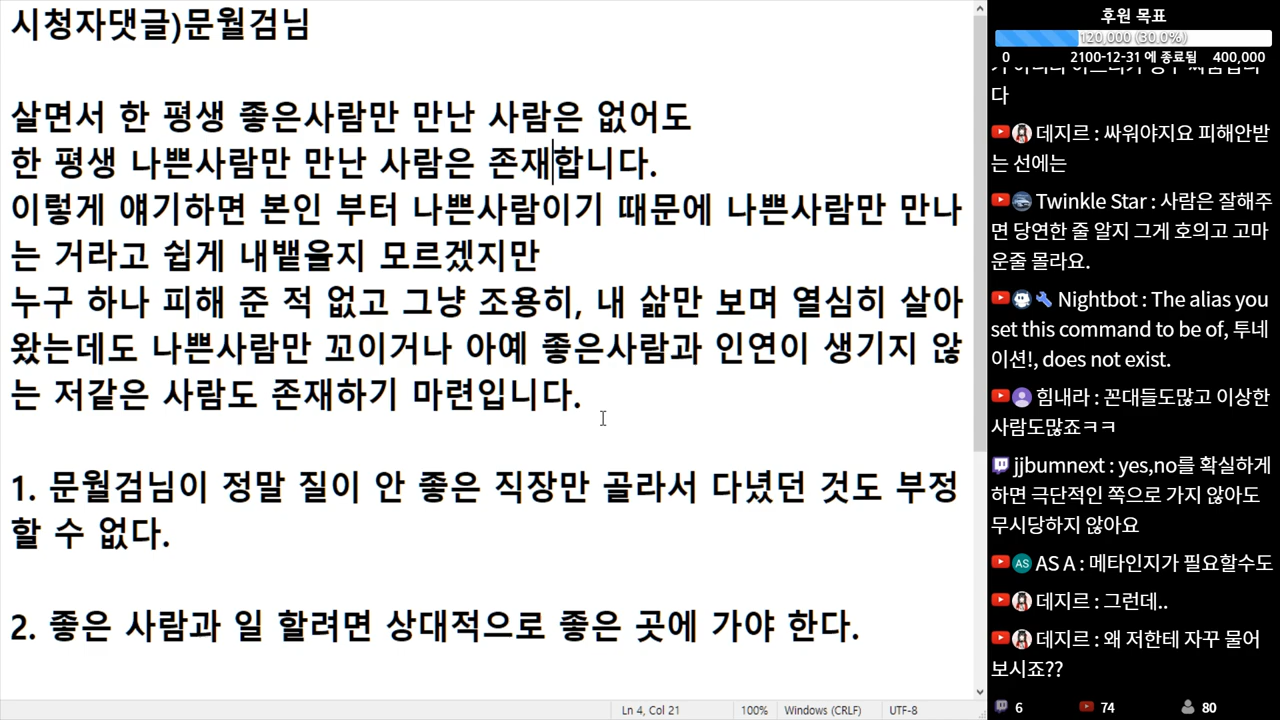 시청자댓글)문월검님
살면서 한 평생 좋은사람만 만난 사람은 없어도
한 평생 나쁜사람만 만난 사람은 존재합니다.
이렇게 얘기하면 본인 부터 나쁜사람이기 때문에 나쁜사람만 만나
는 거라고 쉽게 내뱉을지 모르겠지만
누구 하나 피해 준 적 없고 그냥 조용히, 내 삶만 보며 열심히 살아
왔는데도 나쁜사람만 꼬이거나 아예 좋은사람과 인연이 생기지 않
는 저같은 사람도 존재하기 마련입니다.
1. 문월검님이 정말 질이 안 좋은 직장만 골라서 다녔던 것도 부정
할 수 없다.
2. 좋은 사람과 일 할려면 상대적으로 좋은 곳에 가야 한다.
Ln 4, Col 21
100%
Windows (CRLF)
UTF-8
후원 목표
120,000 (30.0%)
0
2100-12-31 에 종료됨
400,000
다
데지르 : 싸워야지요 피해안받
는 선에는
Twinkle Star : 사람은 잘해주
면 당연한 줄 알지 그게 호의고 고마
운줄 몰라요.
Nightbot : The alias you
set this command to be of, 투네
이션!, does not exist.
힘내라 : 꼰대들도많고 이상한
사람도많죠ㅋㅋ
jjbumnext : yes,no를 확실하게
하면 극단적인 쪽으로 가지 않아도
무시당하지 않아요
AS
AS A : 메타인지가 필요할수도
데지르 : 그런데..
데지르 : 왜 저한테 자꾸 물어
보시죠??
6
74
80